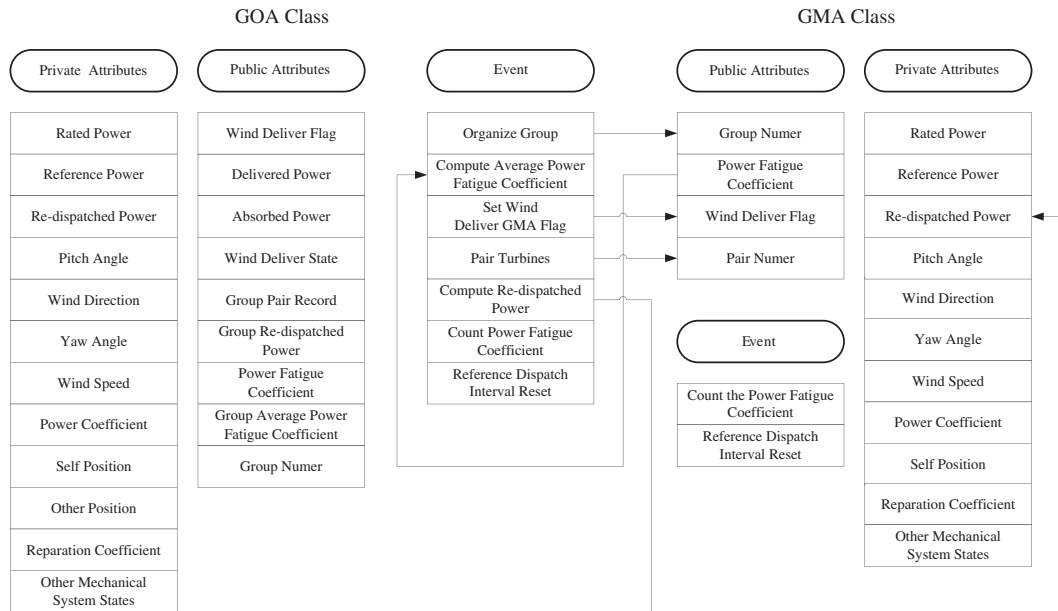 GOA Class
GMA Class
Private Attributes
Public Attributes
Event
Public Attributes
Private Attributes
Rated Power
Reference Power
Re-dispatched Power
Pitch Angle
Wind Direction
Yaw Angle
Wind Speed
Power Coefficient
Self Position
Other Position
Reparation Coefficient
Other Mechanical
System States
Wind Deliver Flag
Delivered Power
Absorbed Power
Wind Deliver State
Group Pair Record
Group Re-dispatched
Power
Power Fatigue
Coefficient
Group Average Power
Fatigue Coefficient
Group Numer
Organize Group
Compute Average Power
Fatigue Coefficient
Set Wind
Deliver GMA Flag
Pair Turbines
Compute Re-dispatched
Power
Count Power Fatigue
Coefficient
Reference Dispatch
Interval Reset
Group Numer
Power Fatigue
Coefficient
Wind Deliver Flag
Pair Numer
Event
Count the Power Fatigue
Coefficient
Reference Dispatch
Interval Reset
Rated Power
Reference Power
Re-dispatched Power
Pitch Angle
Wind Direction
Yaw Angle
Wind Speed
Power Coefficient
Self Position
Reparation Coefficient
Other Mechanical
System States